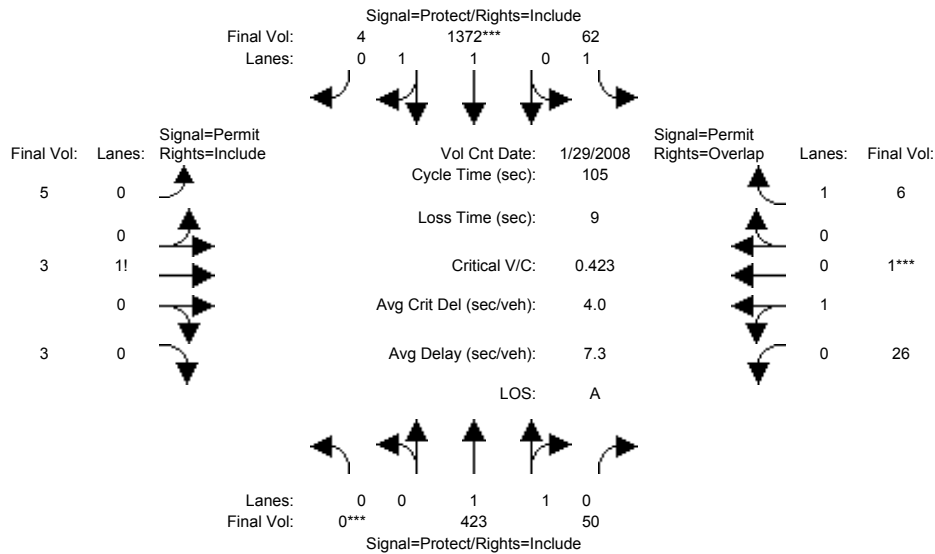 Signal=Protect/Rights=Include
Final Vol: 4 1372*** 62
Lanes: 0 1 1 0 1
Signal=Permit Signal=Permit
Final Vol: Lanes: Rights=Include Vol Cnt Date: 1/29/2008 Rights=Overlap Lanes: Final Vol:
Cycle Time (sec): 105
5 0 1 6
Loss Time (sec): 9
0 0
3 1! Critical V/C: 0.423 0 1***
0 Avg Crit Del (sec/veh): 4.0 1
3 0 Avg Delay (sec/veh): 7.3 0 26
LOS: A
Lanes: 0 0 1 1 0
Final Vol: 0*** 423 50
Signal=Protect/Rights=Include